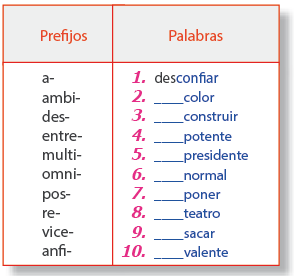 Prefijos Palabras
a- 1. desconfiar
ambi- 2. ____color
des- 3. ____construir
entre- 4. ____potente
multi- 5. ____presidente
omni- 6. ____normal
pos- 7. ____poner
re- 8. ____teatro
vice- 9. ____sacar
anfi- 10. ____valente